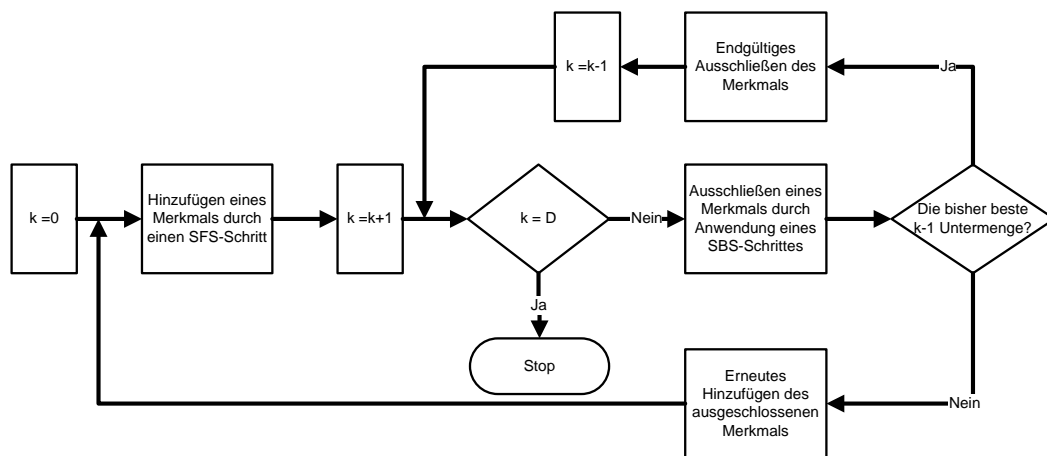 k =k-1
Endgültiges
Ausschließen des
Merkmals
Ja
k =0
Hinzufügen eines
Merkmals durch
einen SFS-Schritt
k =k+1
k = D
Nein
Ausschließen eines
Merkmals durch
Anwendung eines
SBS-Schrittes
Die bisher beste
k-1 Untermenge?
Ja
Stop
Erneutes
Hinzufügen des
ausgeschlossenen
Merkmals
Nein